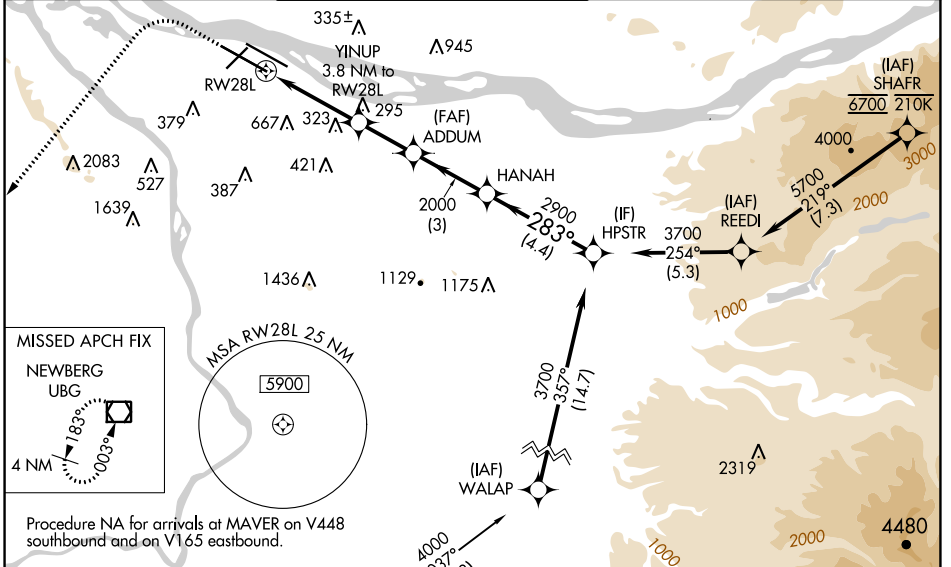 335±
945
YINUP
3.8 NM to
RW28L
RW28L
295
(IAF)
SHAFR
6700 210K
379
667
323
(FAF)
ADDUM
4000
3000
2083
527
387
421
HANAH
5700
219°
(7.3)
2000
1639
2000
(3)
2900
283°
(4.4)
(IF)
HPSTR
(IAF)
REEDI
3700
254°
(5.3)
1436
1129
1175
1000
MISSED APCH FIX
NEWBERG
UBG
183°
003°
4 NM
MSA RW28L 25 NM
5900
3700
357°
(14.7)
(IAF)
WALAP
2319
Procedure NA for arrivals at MAVER on V448
southbound and on V165 eastbound.
4000
1000
2000
4480